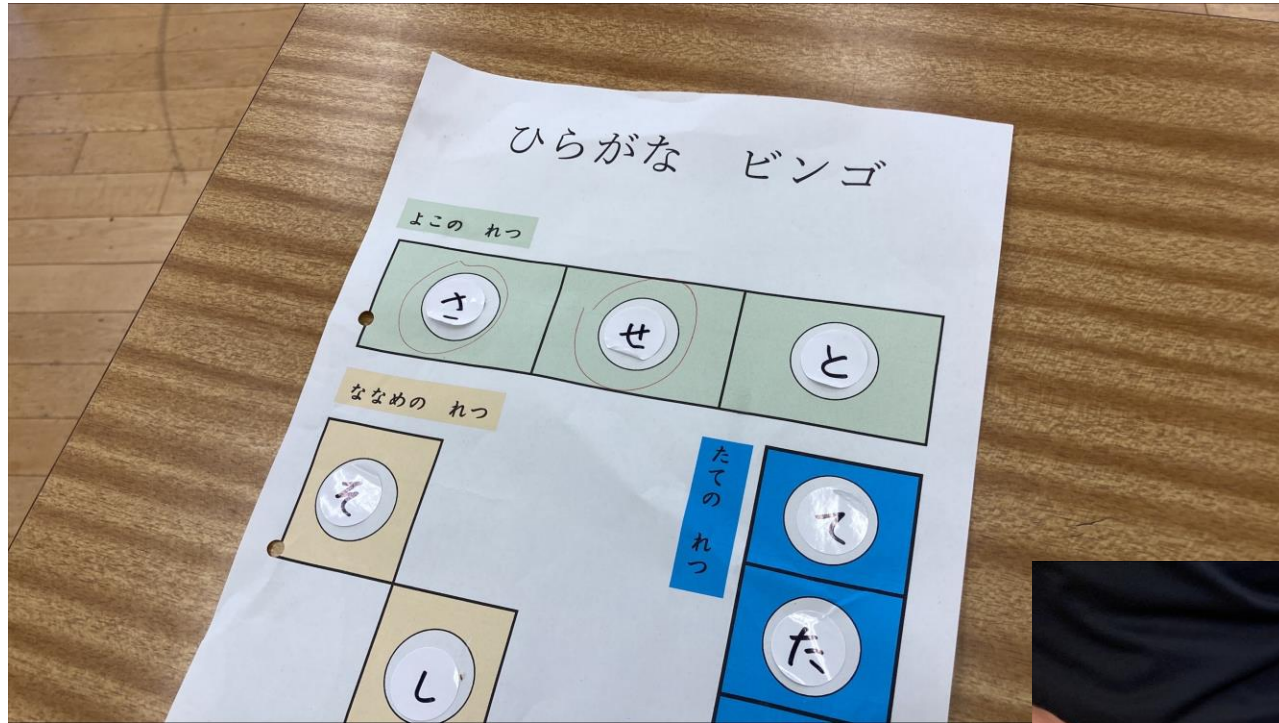 ひらがな　ビンゴ
よこの　れつ
さ　せ　と
ななめの　れつ
そ
し
たての　れつ
て
た